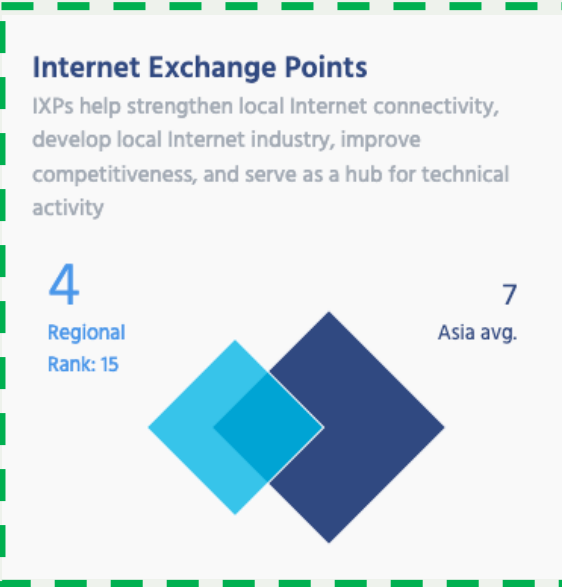 Internet Exchange Points
IXPs help strengthen local Internet connectivity,
develop local Internet industry, improve
competitiveness, and serve as a hub for technical
activity
4
Regional
Rank: 15
7
Asia avg.